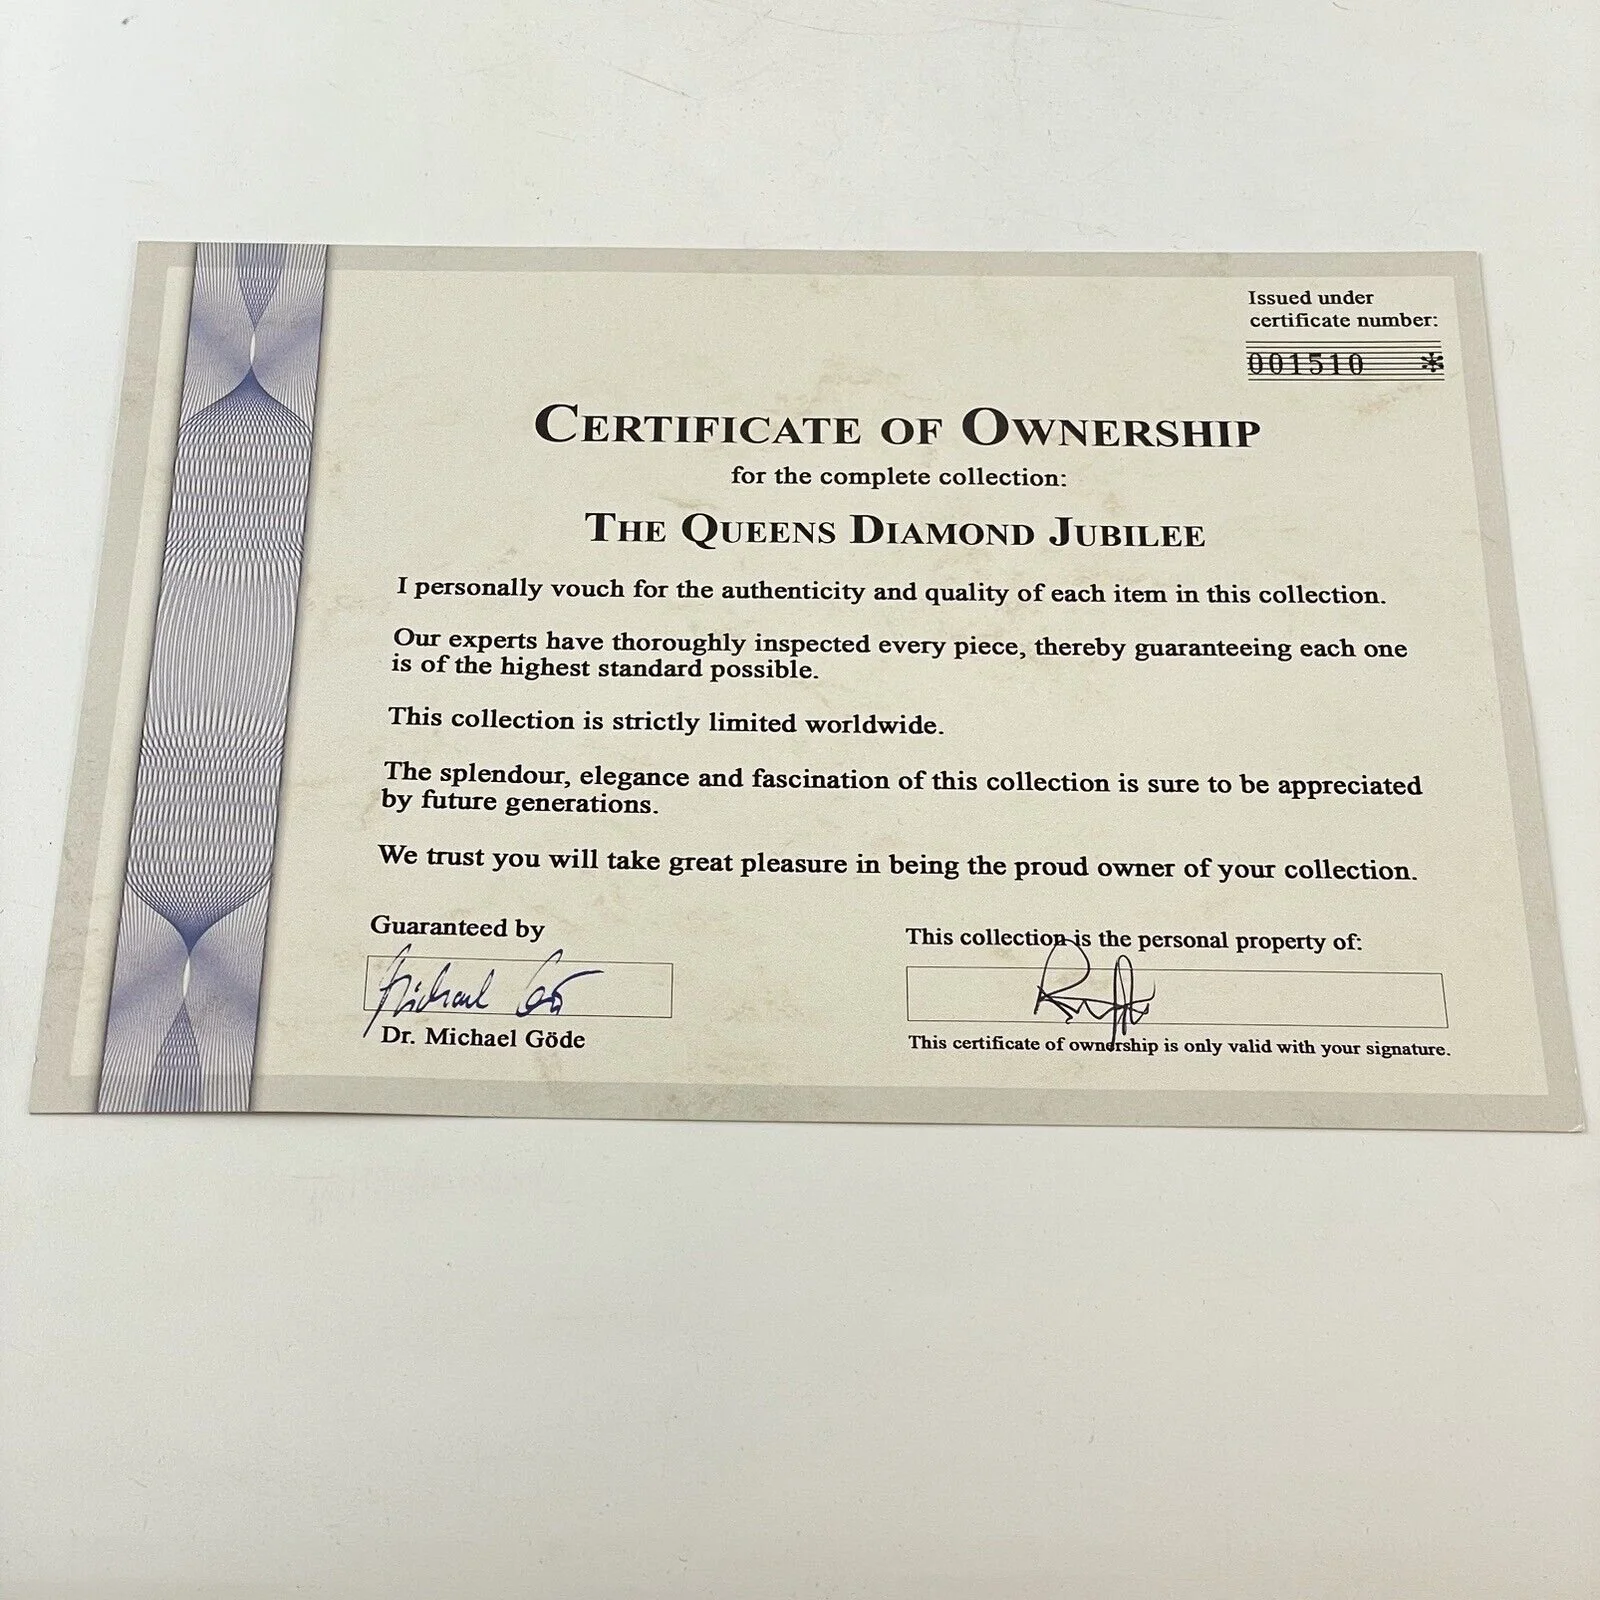 Issued under
certificate number:
001510 *
CERTIFICATE OF OWNERSHIP
for the complete collection:
THE QUEENS DIAMOND JUBILEE
I personally vouch for the authenticity and quality of each item in this collection.
Our experts have thoroughly inspected every piece, thereby guaranteeing each one
is of the highest standard possible.
This collection is strictly limited worldwide.
The splendour, elegance and fascination of this collection is sure to be appreciated
by future generations.
We trust you will take great pleasure in being the proud owner of your collection.
Guaranteed by
Michael Göde
Dr. Michael Göde
This collection is the personal property of:
This certificate of ownership is only valid with your signature.